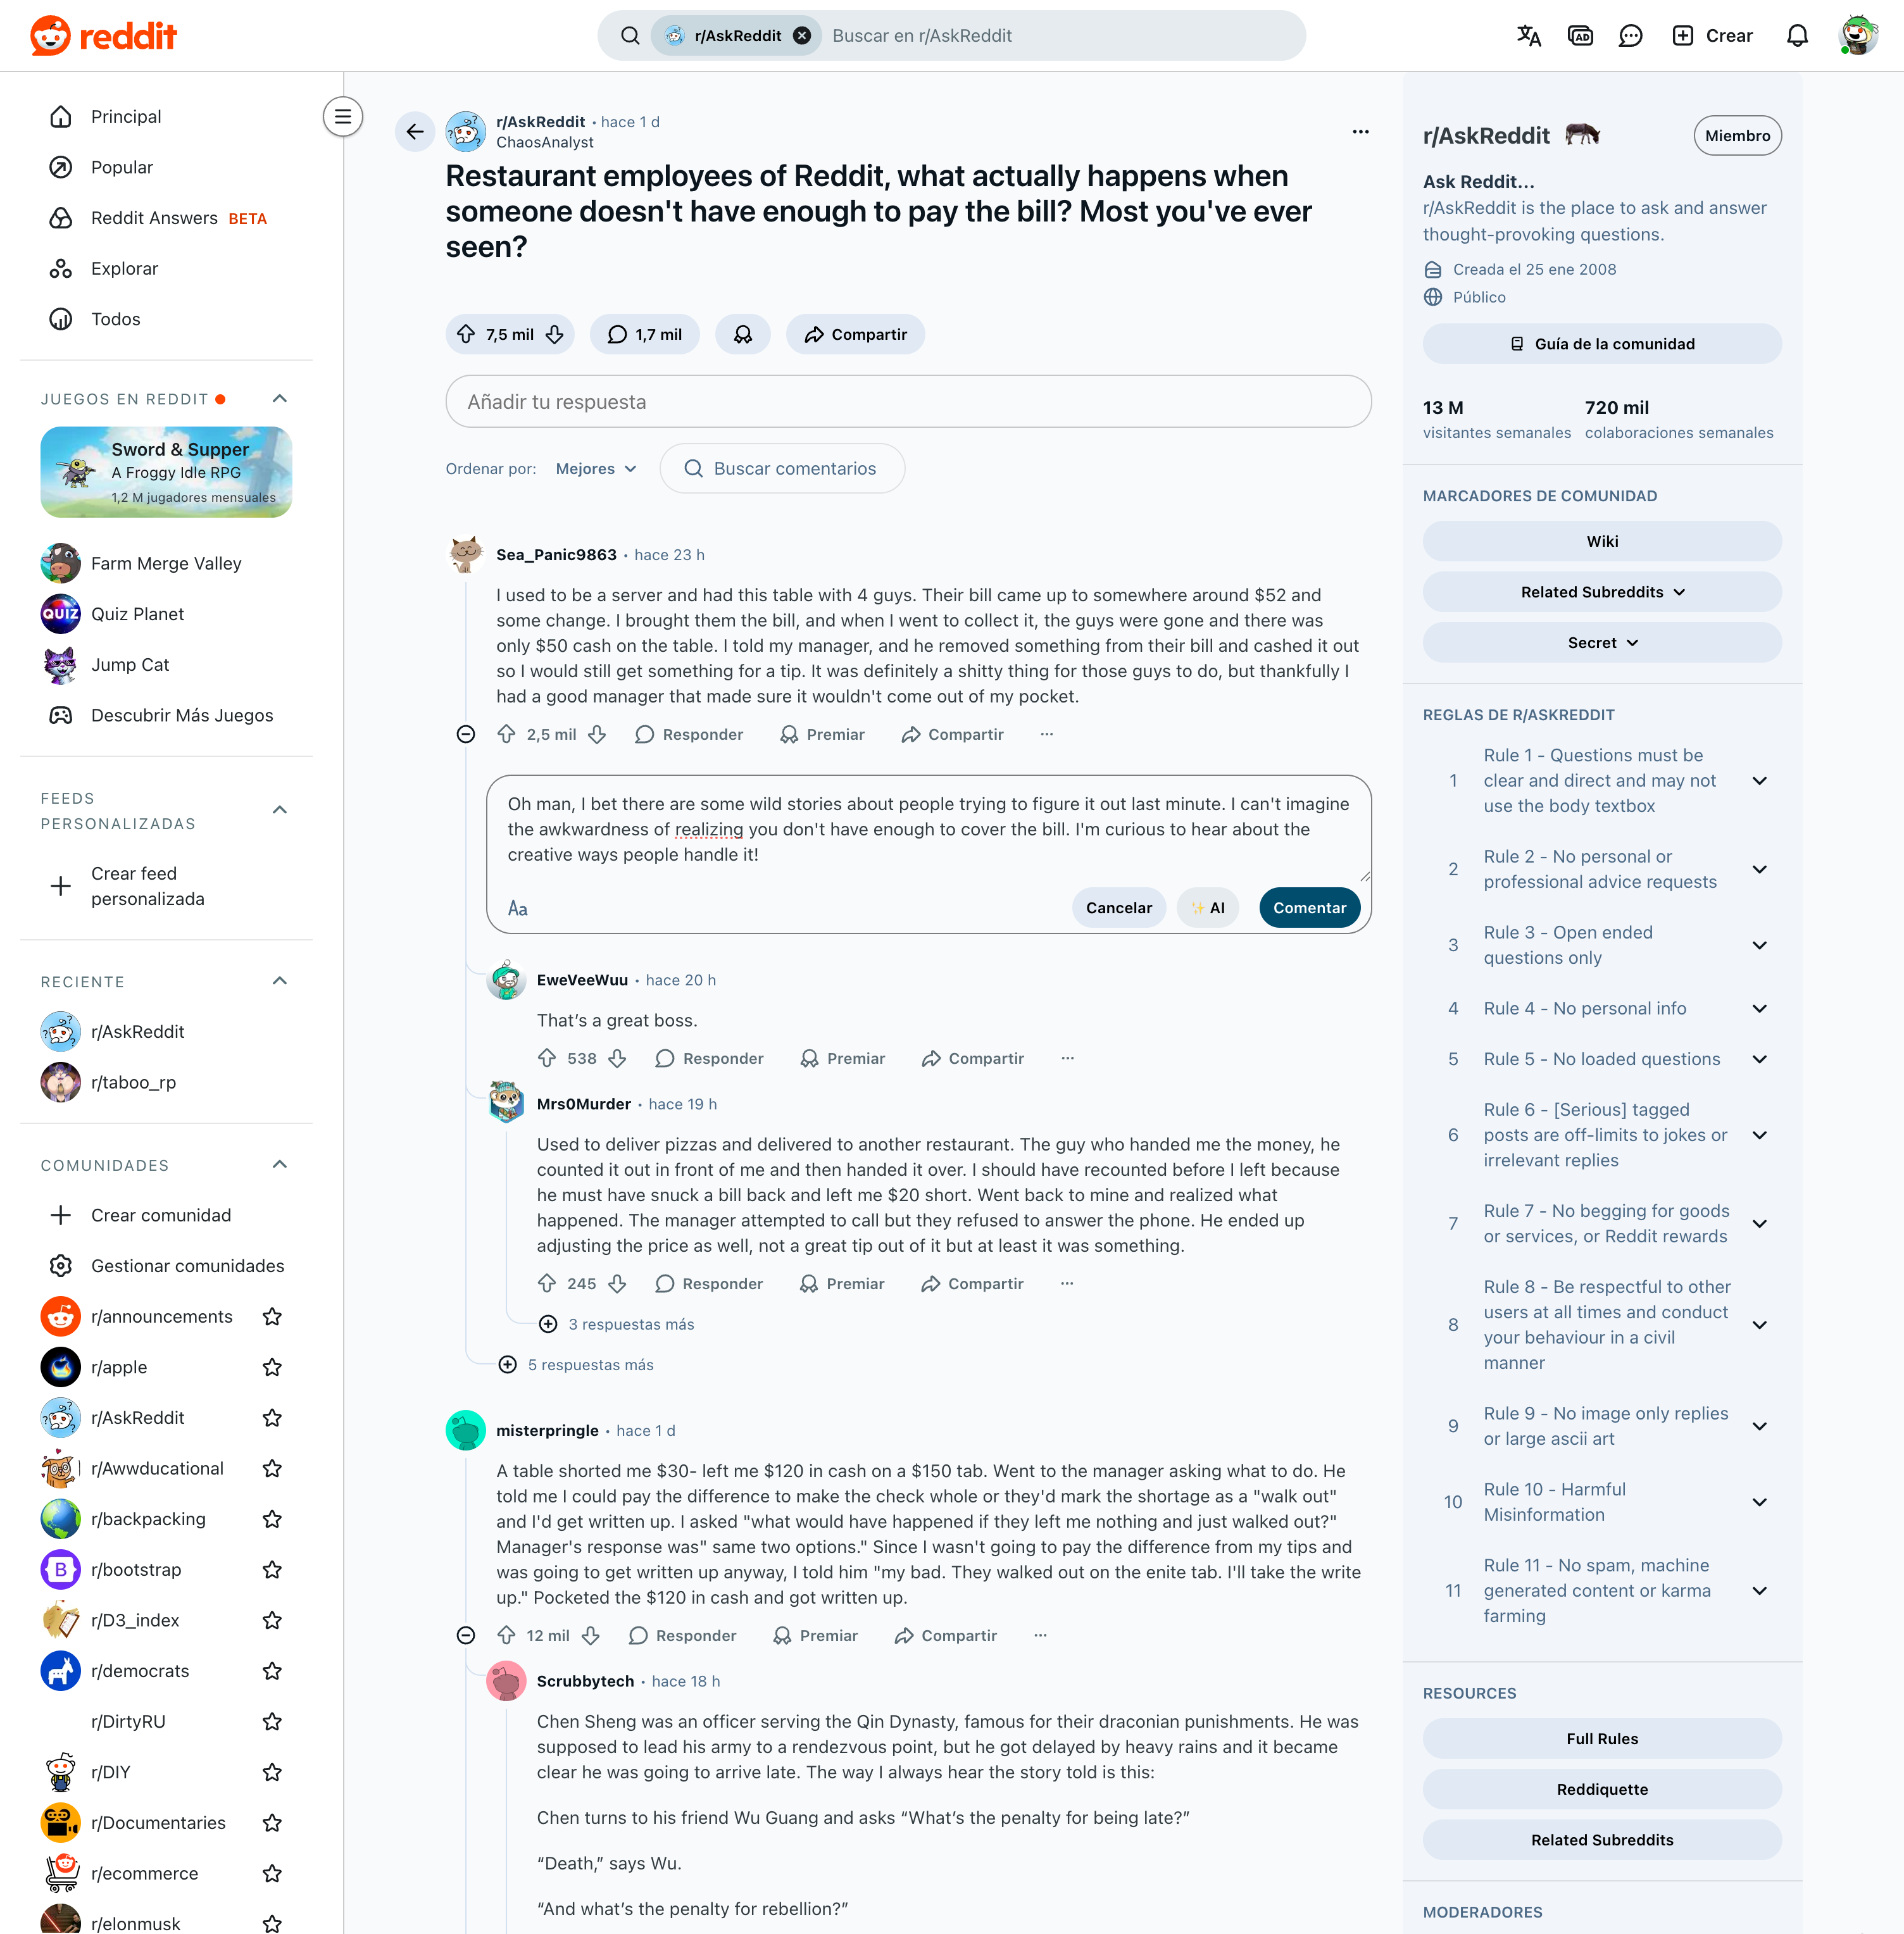 reddit
r/AskReddit
Buscar en r/AskReddit
AD
Crear
Principal
Popular
Reddit Answers BETA
Explorar
Todos
JUEGOS EN REDDIT
Sword & Supper
A Froggy Idle RPG
1,2 M jugadores mensuales
Farm Merge Valley
QUIZ
Quiz Planet
Jump Cat
Descubrir Más Juegos
FEEDS
PERSONALIZADAS
Crear feed
personalizada
RECIENTE
r/AskReddit
r/taboo_rp
COMUNIDADES
Crear comunidad
Gestionar comunidades
r/announcements
r/apple
r/AskReddit
r/Awwducational
r/backpacking
B
r/bootstrap
r/D3_index
r/democrats
r/DirtyRU
r/DIY
r/Documentaries
r/ecommerce
r/elonmusk
r/AskReddit • hace 1 d
ChaosAnalyst
Restaurant employees of Reddit, what actually happens when
someone doesn't have enough to pay the bill? Most you've ever
seen?
7,5 mil
1,7 mil
Compartir
Añadir tu respuesta
Ordenar por: Mejores
Buscar comentarios
Sea_Panic9863 • hace 23 h
I used to be a server and had this table with 4 guys. Their bill came up to somewhere around $52 and
some change. I brought them the bill, and when I went to collect it, the guys were gone and there was
only $50 cash on the table. I told my manager, and he removed something from their bill and cashed it out
so I would still get something for a tip. It was definitely a shitty thing for those guys to do, but thankfully I
had a good manager that made sure it wouldn't come out of my pocket.
2,5 mil Responder Premiar Compartir ...
Oh man, I bet there are some wild stories about people trying to figure it out last minute. I can't imagine
the awkwardness of realizing you don't have enough to cover the bill. I'm curious to hear about the
creative ways people handle it!
Aa
Cancelar
✨ AI
Comentar
EweVeeWuu • hace 20 h
That's a great boss.
538 Responder Premiar Compartir ...
Mrs0Murder • hace 19 h
Used to deliver pizzas and delivered to another restaurant. The guy who handed me the money, he
counted it out in front of me and then handed it over. I should have recounted before I left because
he must have snuck a bill back and left me $20 short. Went back to mine and realized what
happened. The manager attempted to call but they refused to answer the phone. He ended up
adjusting the price as well, not a great tip out of it but at least it was something.
245 Responder Premiar Compartir ...
3 respuestas más
5 respuestas más
misterpringle • hace 1 d
A table shorted me $30- left me $120 in cash on a $150 tab. Went to the manager asking what to do. He
told me I could pay the difference to make the check whole or they'd mark the shortage as a "walk out"
and I'd get written up. I asked "what would have happened if they left me nothing and just walked out?"
Manager's response was" same two options." Since I wasn't going to pay the difference from my tips and
was going to get written up anyway, I told him "my bad. They walked out on the enite tab. I'll take the write
up." Pocketed the $120 in cash and got written up.
12 mil Responder Premiar Compartir ...
Scrubbytech • hace 18 h
Chen Sheng was an officer serving the Qin Dynasty, famous for their draconian punishments. He was
supposed to lead his army to a rendezvous point, but he got delayed by heavy rains and it became
clear he was going to arrive late. The way I always hear the story told is this:
Chen turns to his friend Wu Guang and asks “What’s the penalty for being late?”
“Death,” says Wu.
“And what’s the penalty for rebellion?”
r/AskReddit
Miembro
Ask Reddit...
r/AskReddit is the place to ask and answer
thought-provoking questions.
Creada el 25 ene 2008
Público
Guía de la comunidad
13 M
visitantes semanales
720 mil
colaboraciones semanales
MARCADORES DE COMUNIDAD
Wiki
Related Subreddits
Secret
REGLAS DE R/ASKREDDIT
1
Rule 1 - Questions must be
clear and direct and may not
use the body textbox
2
Rule 2 - No personal or
professional advice requests
3
Rule 3 - Open ended
questions only
4
Rule 4 - No personal info
5
Rule 5 - No loaded questions
6
Rule 6 - [Serious] tagged
posts are off-limits to jokes or
irrelevant replies
7
Rule 7 - No begging for goods
or services, or Reddit rewards
8
Rule 8 - Be respectful to other
users at all times and conduct
your behaviour in a civil
manner
9
Rule 9 - No image only replies
or large ascii art
10
Rule 10 - Harmful
Misinformation
11
Rule 11 - No spam, machine
generated content or karma
farming
RESOURCES
Full Rules
Reddiquette
Related Subreddits
MODERADORES